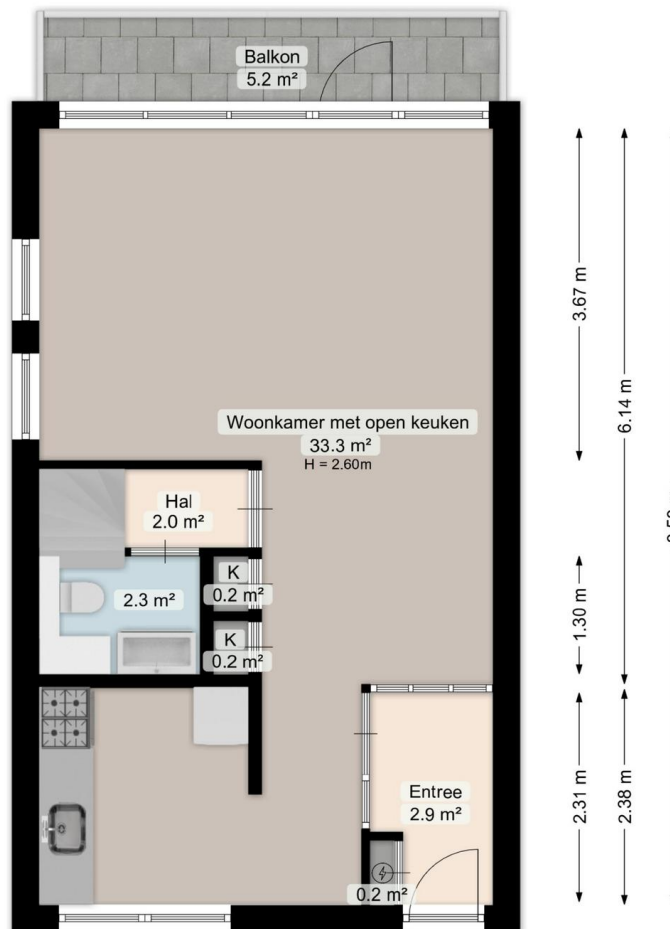 Balkon
5.2 m²
3.67 m
6.14 m
Woonkamer met open keuken
33.3 m²
H = 2.60m
Hal
2.0 m²
K
0.2 m²
2.3 m²
1.30 m
K
0.2 m²
Entree
2.9 m²
2.31 m
2.38 m
0.2 m²